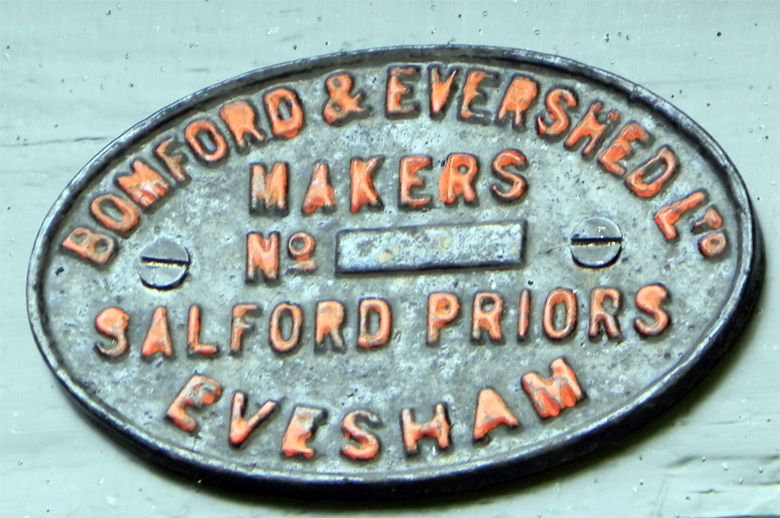 BOMFORD & EVERSHED LTD
MAKERS
No
SALFORD PRIORS
EVESHAM